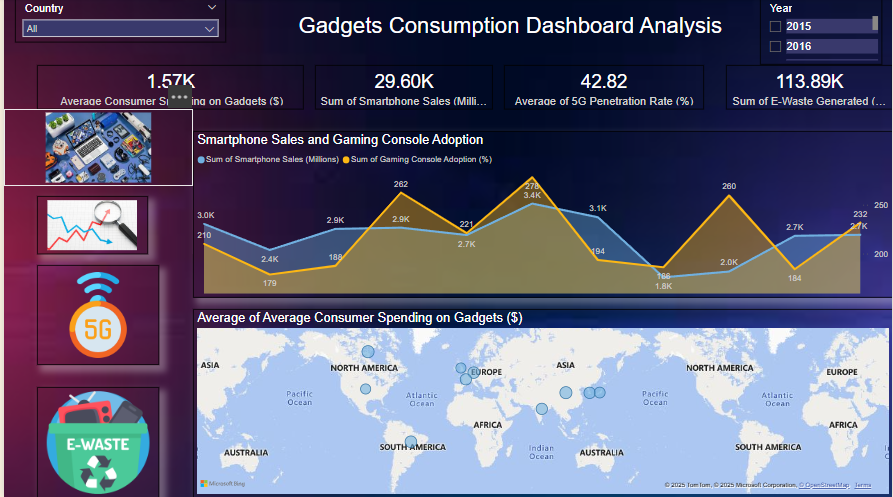 Country
All
Gadgets Consumption Dashboard Analysis
Year
2015
2016
1.57K
Average Consumer Sp...ing on Gadgets ($)
29.60K
Sum of Smartphone Sales (Milli...
42.82
Average of 5G Penetration Rate (%)
113.89K
Sum of E-Waste Generated (...
Smartphone Sales and Gaming Console Adoption
Sum of Smartphone Sales (Millions) Sum of Gaming Console Adoption (%)
3.0K 2.4K 2.9K 2.9K 2.7K 3.4K 3.1K 1.8K 2.0K 2.7K 2.7K
210 179 188 262 221 278 194 186 260 184 232
250
200
5G
E-WASTE
Average of Average Consumer Spending on Gadgets ($)
ASIA NORTH AMERICA EUROPE ASIA NORTH AMERICA EUROPE
Pacific Ocean Atlantic Ocean Pacific Ocean Atlantic Ocean
AFRICA AFRICA
AUSTRALIA SOUTH AMERICA Indian Ocean AUSTRALIA SOUTH AMERICA
Microsoft Bing
© 2025 TomTom, © 2025 Microsoft Corporation, © OpenStreetMap Terms